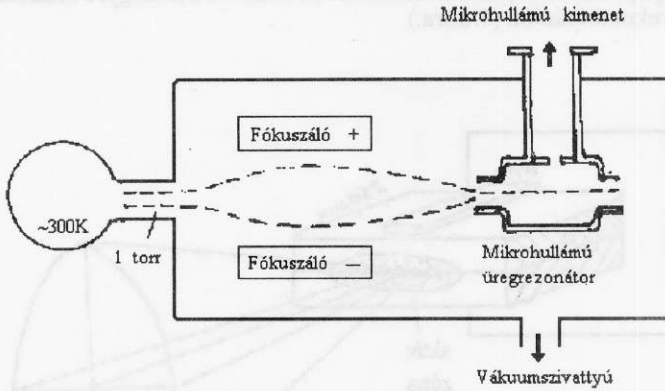 Mikrohullámú kimenet
Fókuszáló +
~300K
1 torr
Fókuszáló —
Mikrohullámú
üregrezonátor
Vákuumszivattyú